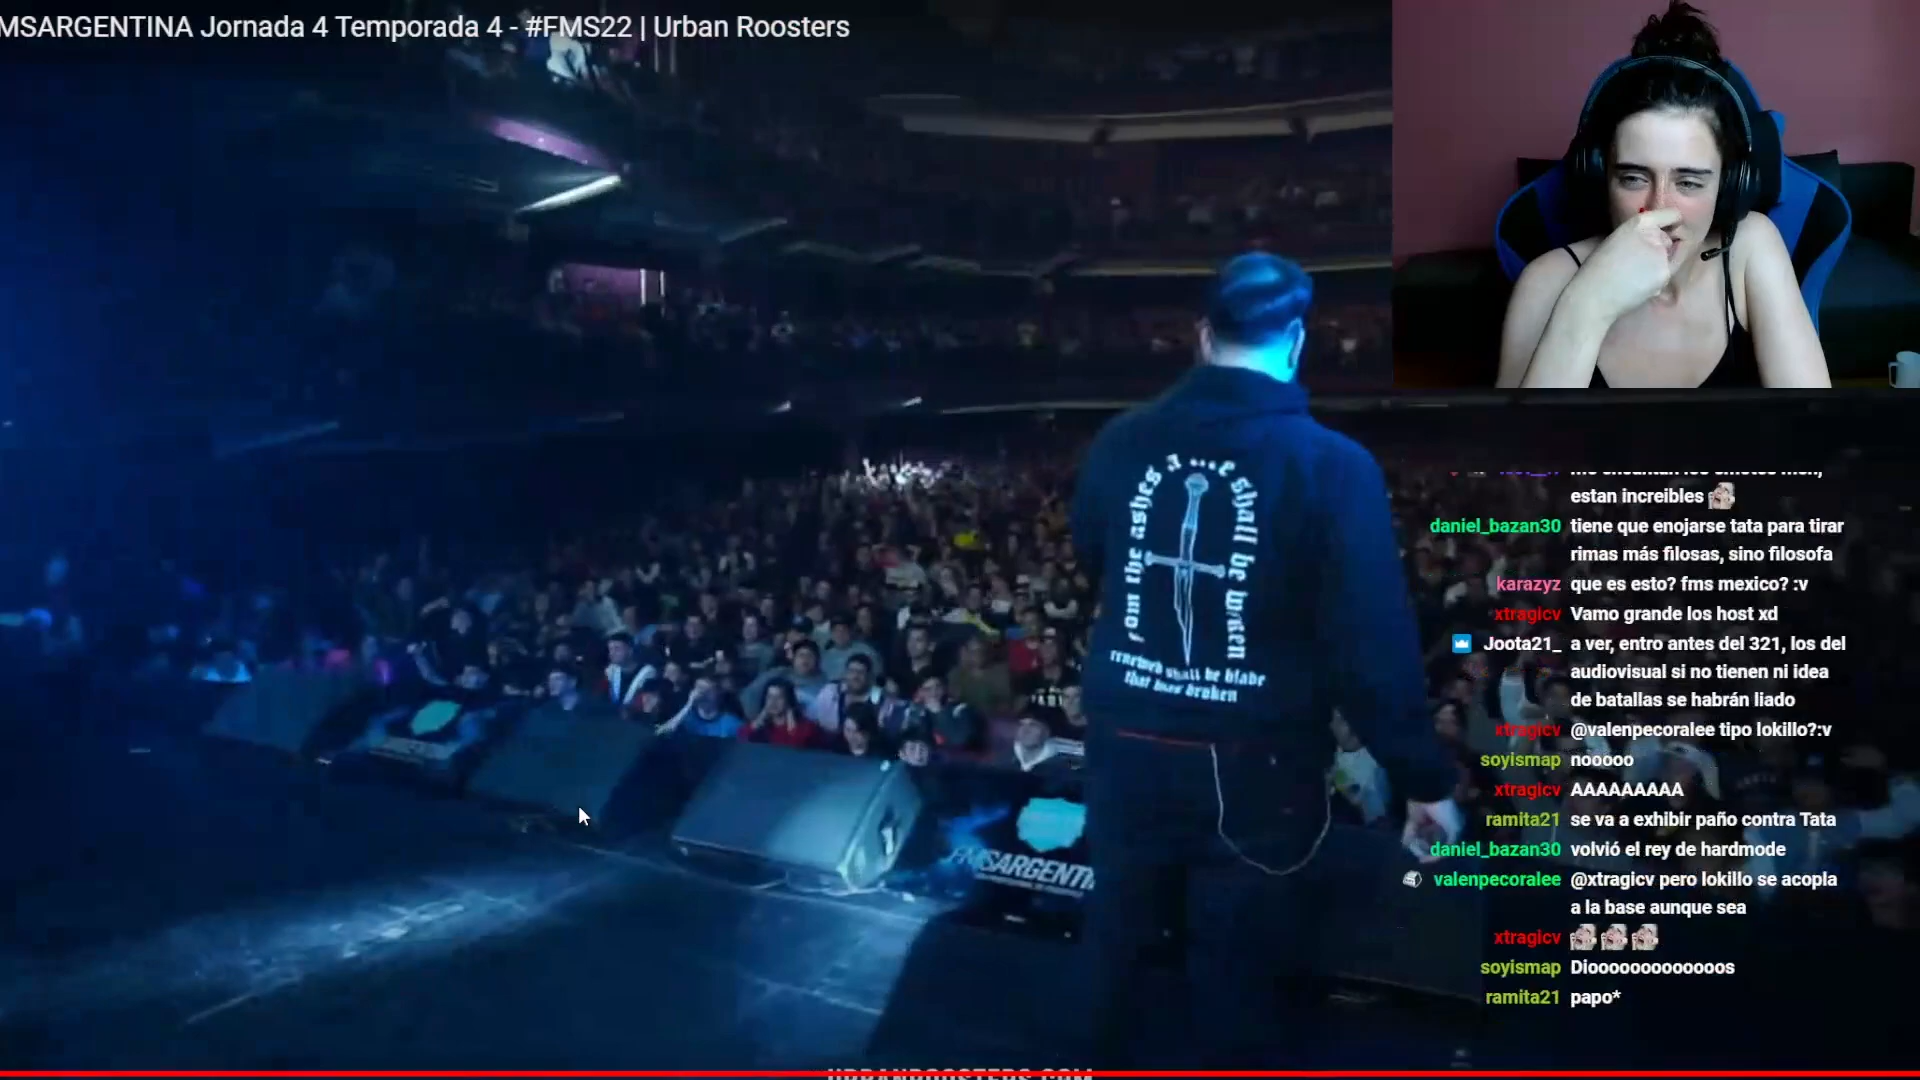 MSARGENTINA Jornada 4 Temporada 4 - #FMS22 | Urban Roosters
estan increibles
daniel_bazan30 tiene que enojarse tata para tirar
rimas más filosas, sino filosofa
karazyz que es esto? fms mexico? :v
xtragicv Vamo grande los host xd
Joota21_ a ver, entro antes del 321, los del
audiovisual si no tienen ni idea
de batallas se habrán liado
xtragicv @valenpecoralee tipo lokillo?:v
soyismap nooooo
xtragicv AAAAAAAAA
ramita21 se va a exhibir paño contra Tata
daniel_bazan30 volvió el rey de hardmode
valenpecoralee @xtragicv pero lokillo se acopla
a la base aunque sea
xtragicv
soyismap Diooooooooooooos
ramita21 papo*
from the ashes a
shall be woken
renewed shall be blade
that was broken
FMSARGENTI
URBANROOSTERS.COM